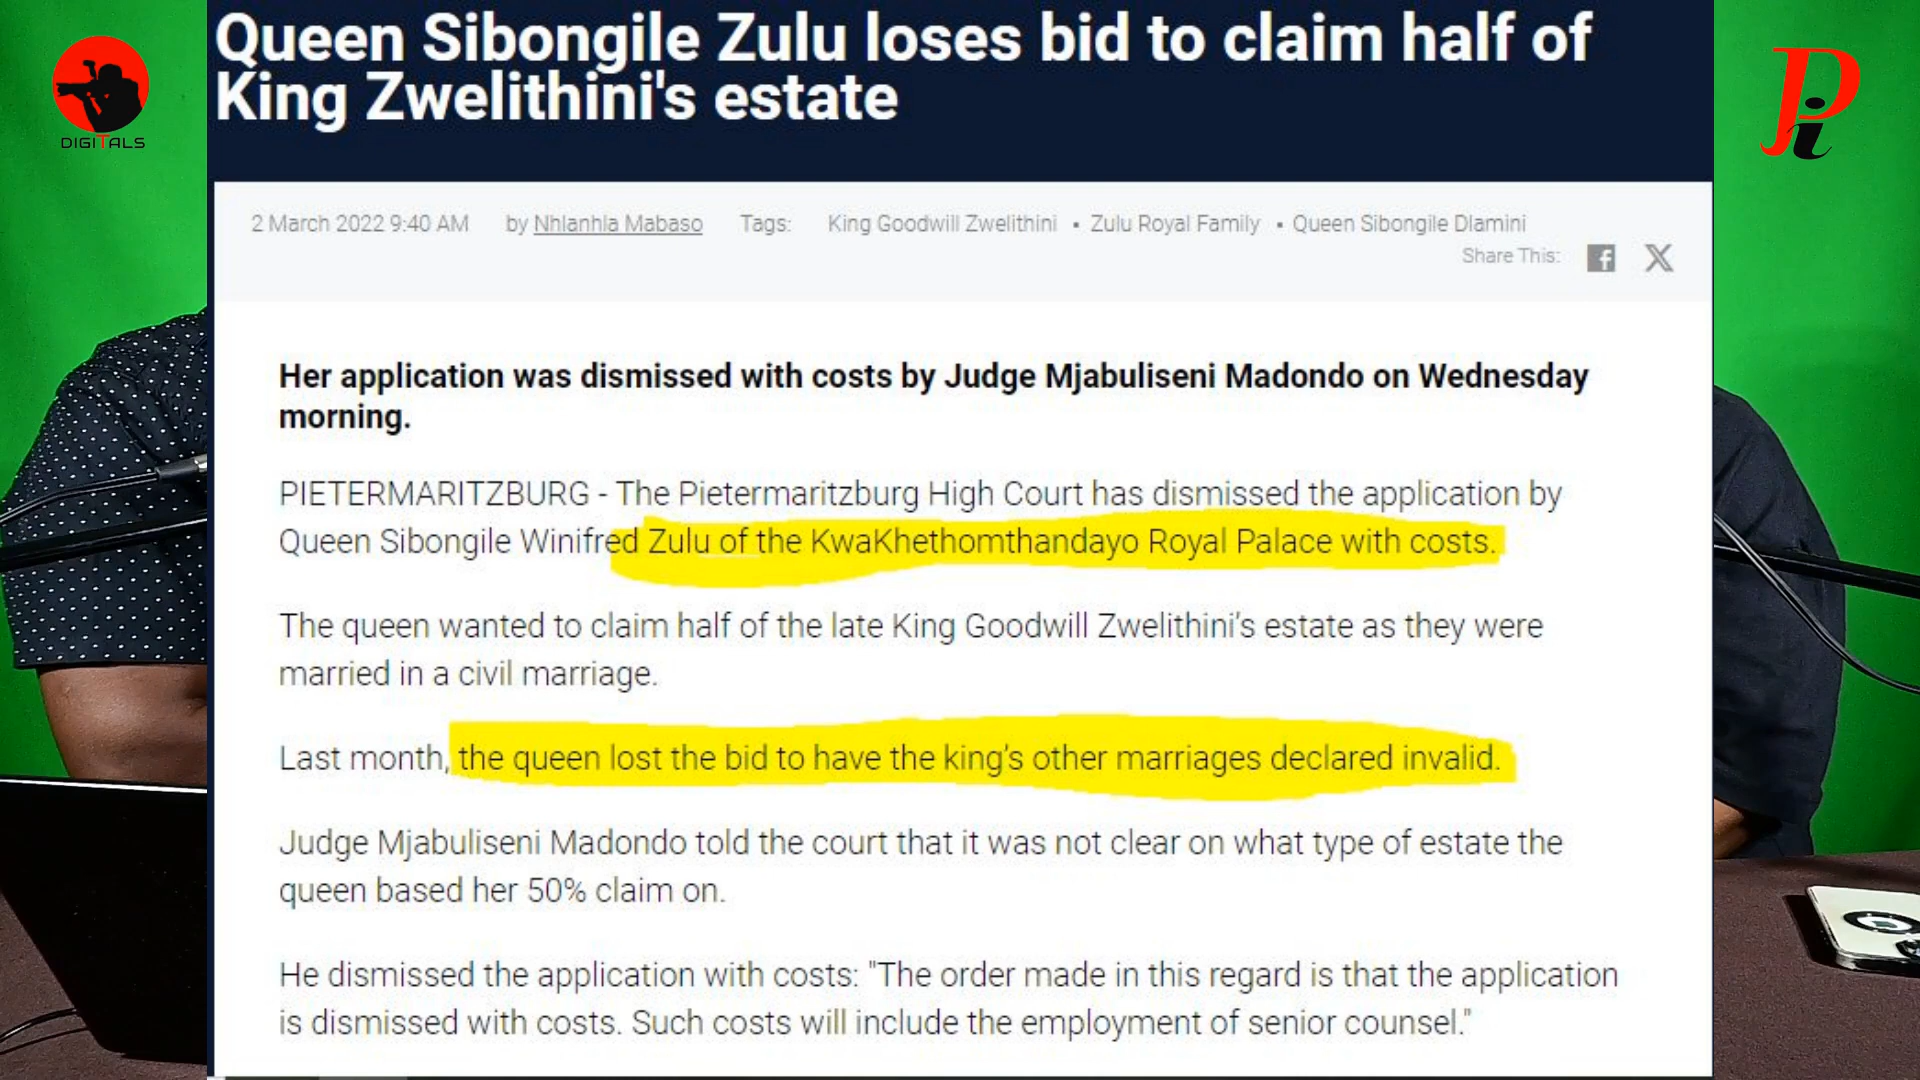 Queen Sibongile Zulu loses bid to claim half of
King Zwelithini's estate
DIGITALS
Pi
2 March 2022 9:40 AM by Nhlanhla Mabaso Tags: King Goodwill Zwelithini • Zulu Royal Family • Queen Sibongile Dlamini
Share This:
Her application was dismissed with costs by Judge Mjabuliseni Madondo on Wednesday
morning.
PIETERMARITZBURG - The Pietermaritzburg High Court has dismissed the application by
Queen Sibongile Winifred Zulu of the KwaKhethomthandayo Royal Palace with costs.
The queen wanted to claim half of the late King Goodwill Zwelithini's estate as they were
married in a civil marriage.
Last month, the queen lost the bid to have the king's other marriages declared invalid.
Judge Mjabuliseni Madondo told the court that it was not clear on what type of estate the
queen based her 50% claim on.
He dismissed the application with costs: "The order made in this regard is that the application
is dismissed with costs. Such costs will include the employment of senior counsel."